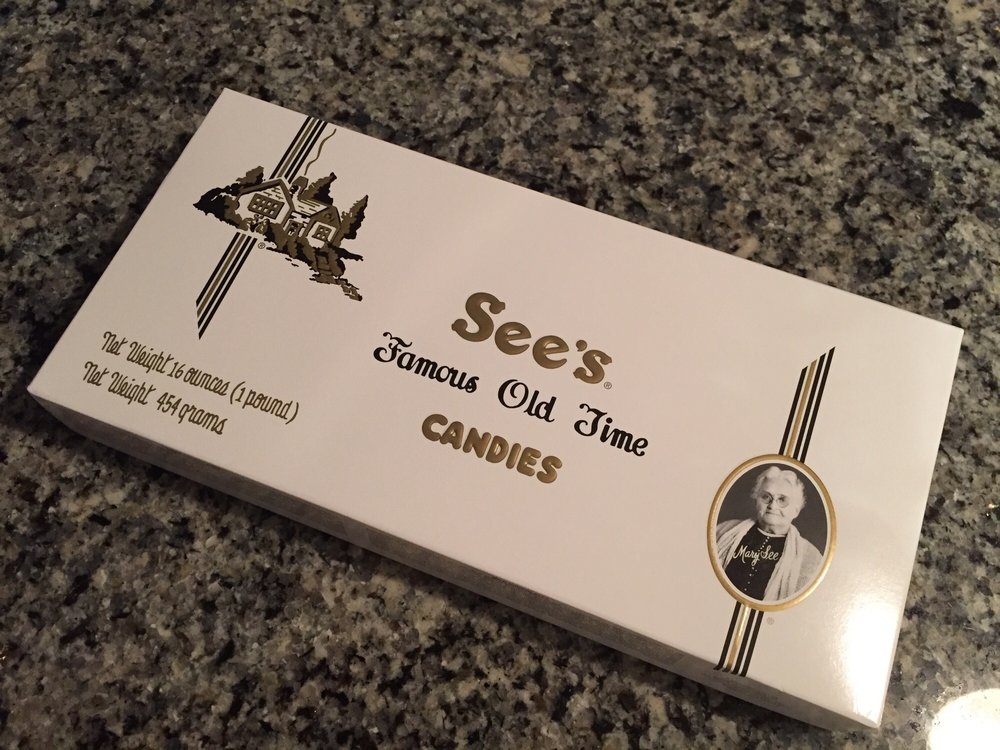 See's®
Famous Old Time
CANDIES
Net Weight 16 ounces (1 pound)
Net Weight 454 grams
Mary See
®
®